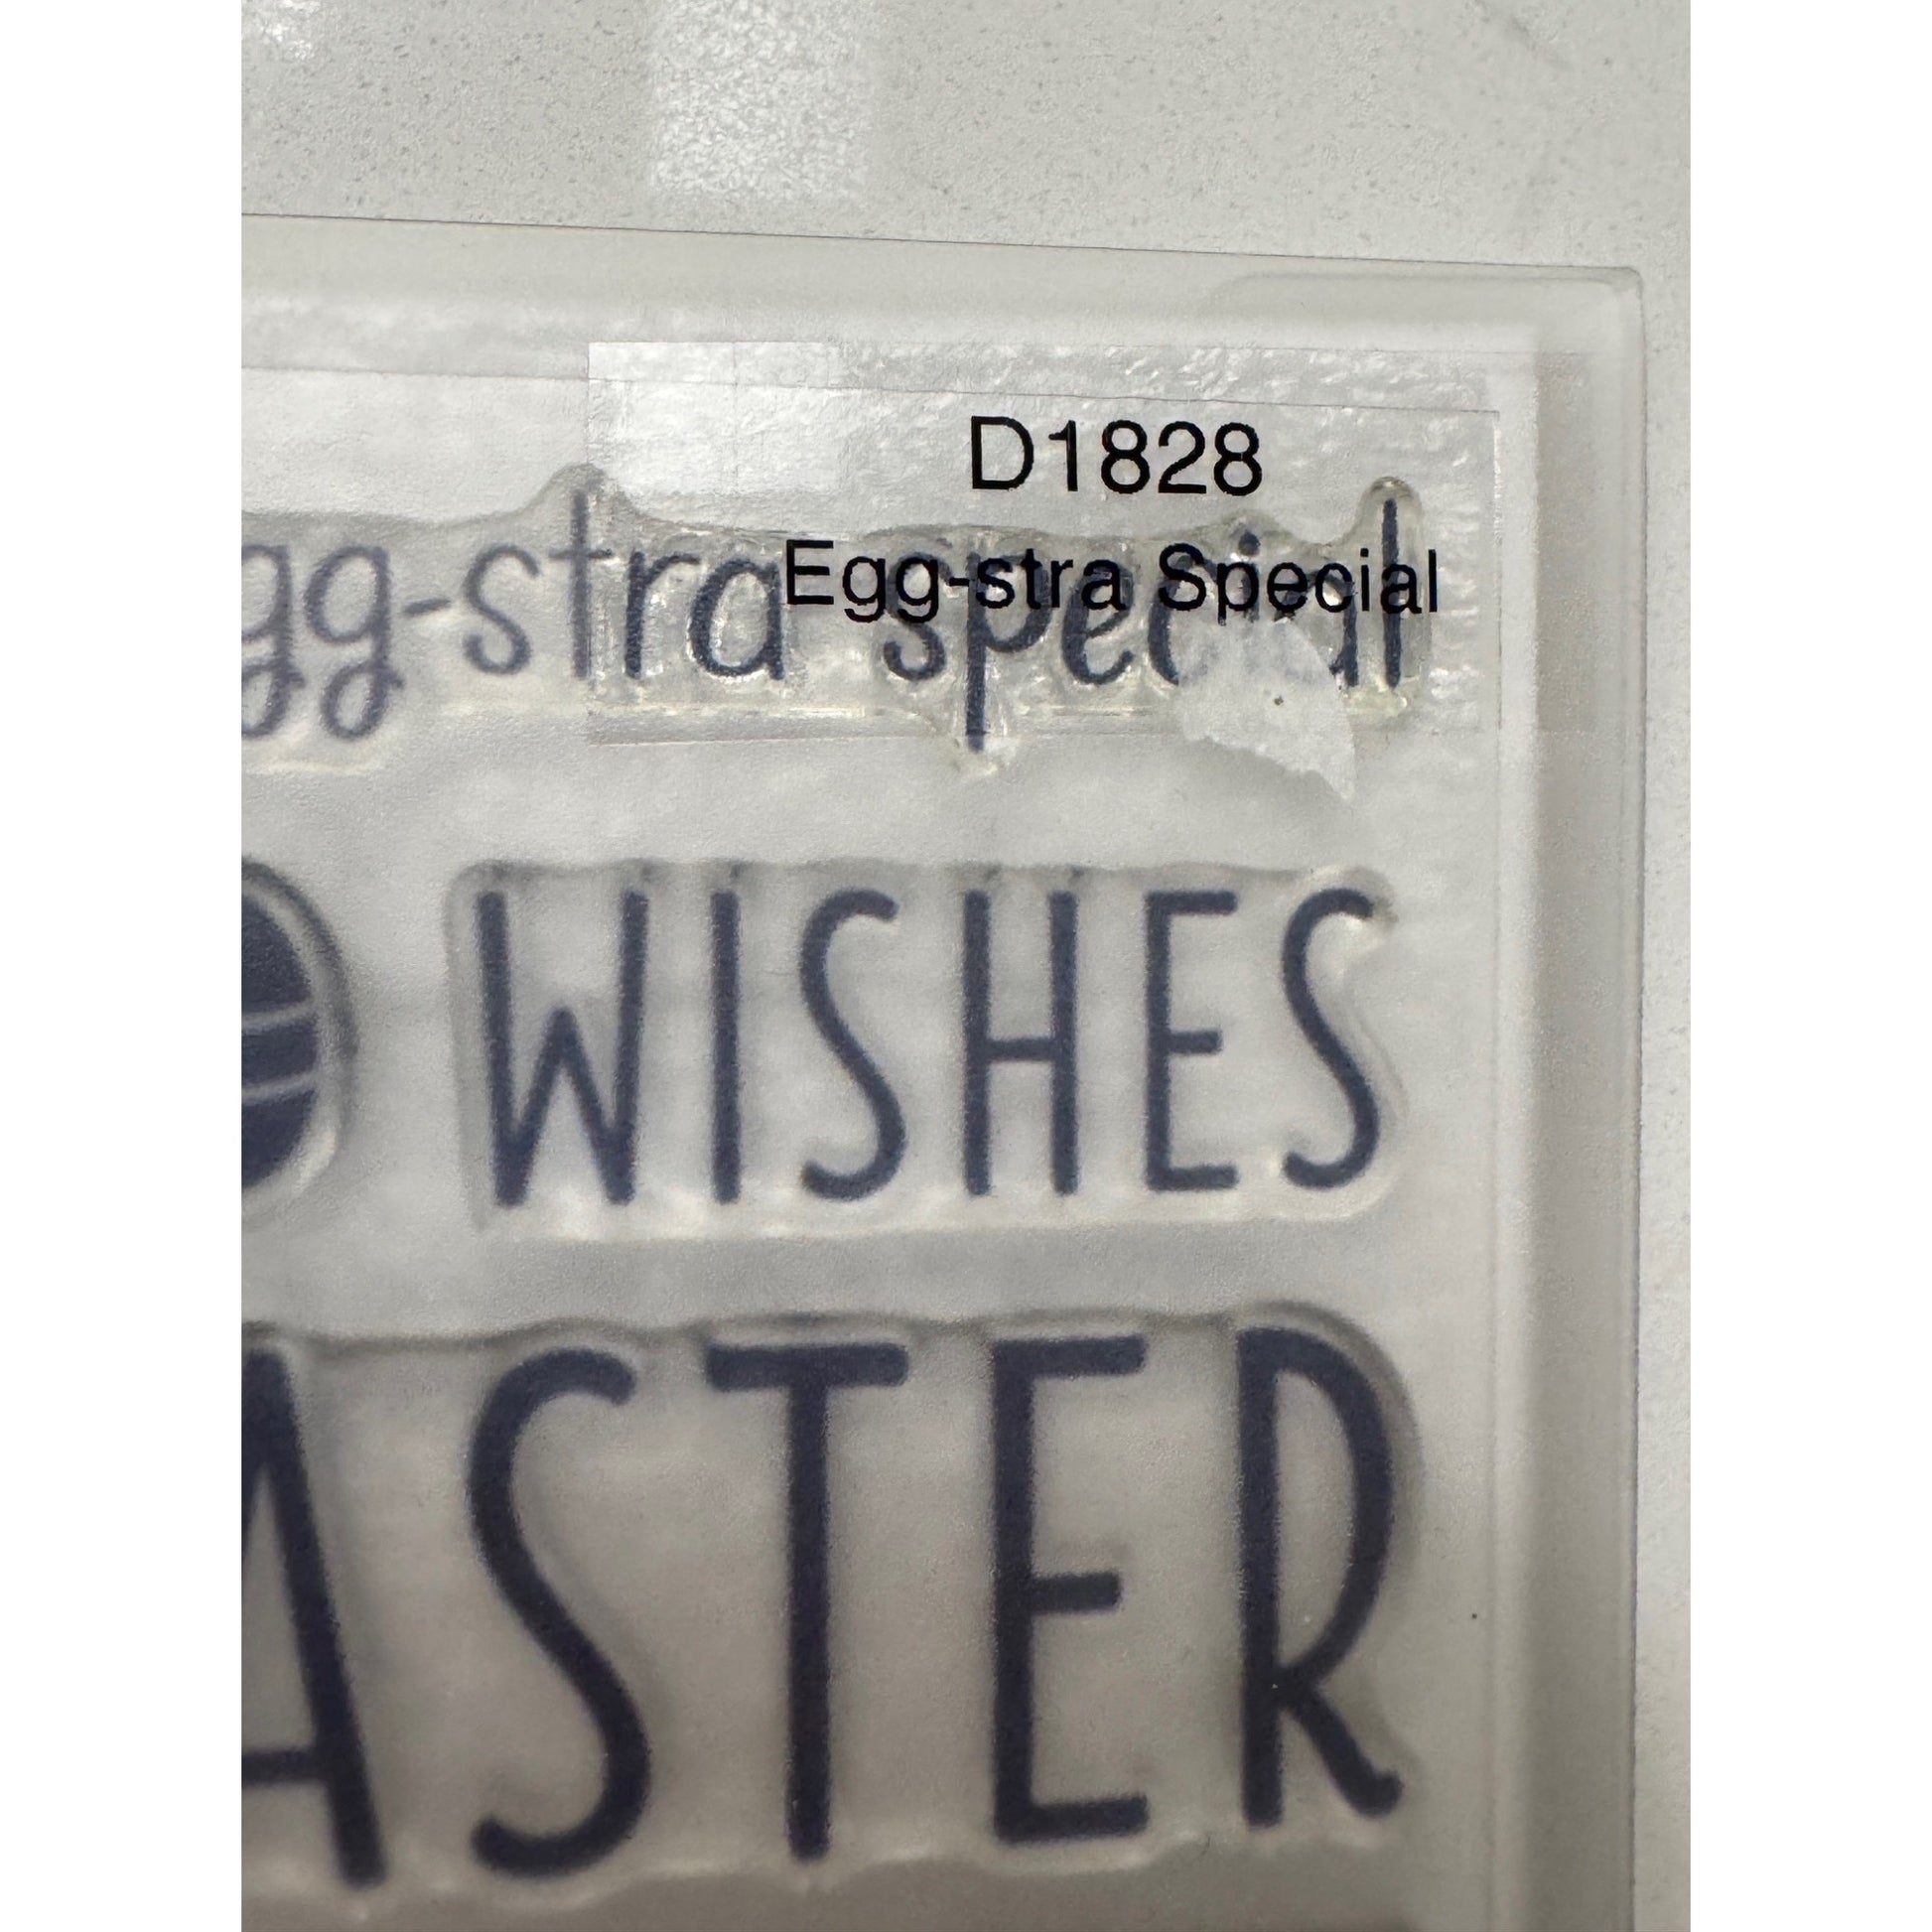 D1828
Egg-stra Special
gg-stra special
WISHES
ASTER